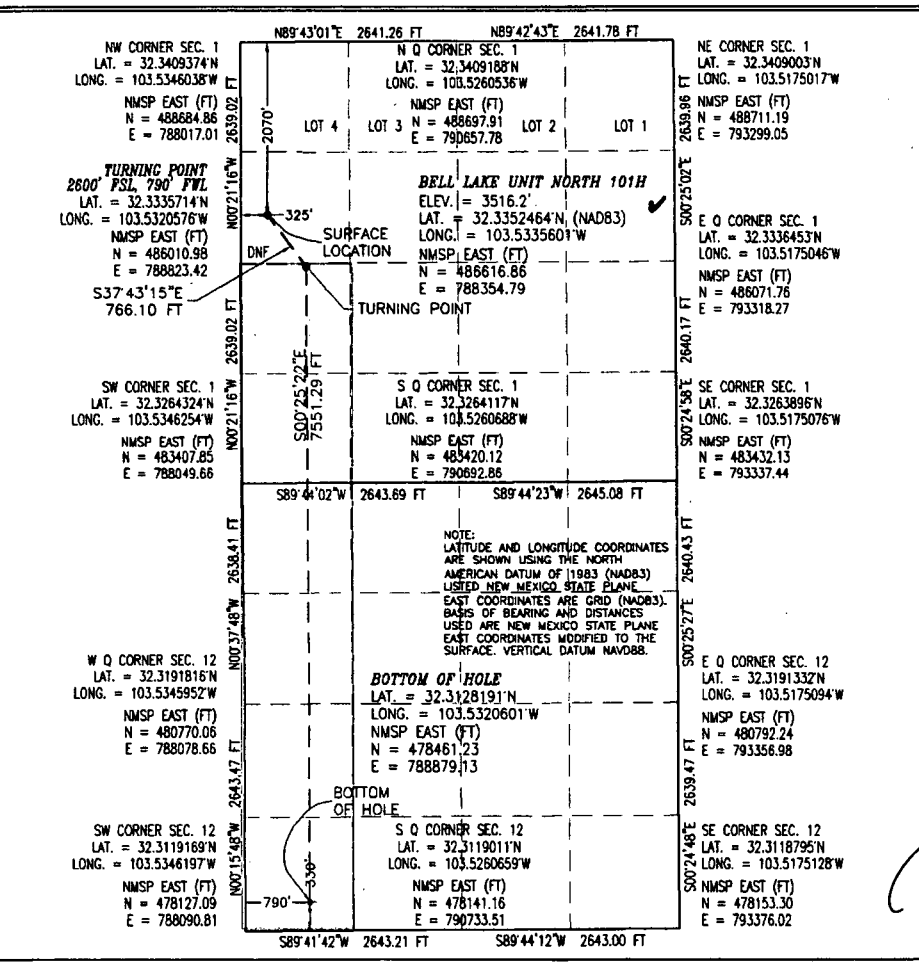 N89°43'01"E 2641.26 FT
N89°42'43"E 2641.78 FT
NW CORNER SEC. 1
LAT. = 32.3409374'N
LONG. = 103.5346038'W
NMSP EAST (FT)
N = 488684.86
E = 788017.01
N Q CORNER SEC. 1
LAT. = 32.3409188'N
LONG. = 103.5260536'W
NMSP EAST (FT)
N = 488697.91
E = 790657.78
NE CORNER SEC. 1
LAT. = 32.3409003'N
LONG. = 103.5175017'W
NMSP EAST (FT)
N = 488711.19
E = 793299.05
N00°21'16"W 2639.02 FT
2070'
LOT 4
LOT 3
LOT 2
LOT 1
S00°25'02"E 2639.96 FT
TURNING POINT
2600' FSL, 790' FWL
LAT. = 32.3335714'N
LONG. = 103.5320576'W
NMSP EAST (FT)
N = 486010.98
E = 788823.42
S37°43'15"E
766.10 FT
325'
SURFACE
LOCATION
DNF
TURNING POINT
BELL LAKE UNIT NORTH 101H
ELEV. = 3516.2'
LAT. = 32.3352464'N (NAD83)
LONG. = 103.5335601'W
NMSP EAST (FT)
N = 486616.86
E = 788354.79
E Q CORNER SEC. 1
LAT. = 32.3336453'N
LONG. = 103.5175046'W
NMSP EAST (FT)
N = 486071.76
E = 793318.27
N00°21'16"W 2639.02 FT
S00°25'22"E
7551.29 FT
S00°24'58"E 2640.17 FT
SW CORNER SEC. 1
LAT. = 32.3264324'N
LONG. = 103.5346254'W
NMSP EAST (FT)
N = 483407.85
E = 788049.66
S Q CORNER SEC. 1
LAT. = 32.3264117'N
LONG. = 103.5260688'W
NMSP EAST (FT)
N = 483420.12
E = 790692.86
SE CORNER SEC. 1
LAT. = 32.3263896'N
LONG. = 103.5175076'W
NMSP EAST (FT)
N = 483432.13
E = 793337.44
S89°44'02"W 2643.69 FT
S89°44'23"W 2645.08 FT
NOTE:
LATITUDE AND LONGITUDE COORDINATES
ARE SHOWN USING THE NORTH
AMERICAN DATUM OF 1983 (NAD83)
LISTED NEW MEXICO STATE PLANE
EAST COORDINATES ARE GRID (NAD83).
BASIS OF BEARING AND DISTANCES
USED ARE NEW MEXICO STATE PLANE
EAST COORDINATES MODIFIED TO THE
SURFACE. VERTICAL DATUM NAVD88.
N00°37'48"W 2638.41 FT
S00°25'27"E 2640.43 FT
W Q CORNER SEC. 12
LAT. = 32.3191816'N
LONG. = 103.5345952'W
NMSP EAST (FT)
N = 480770.06
E = 788078.66
BOTTOM OF HOLE
LAT. = 32.3128191'N
LONG. = 103.5320601'W
NMSP EAST (FT)
N = 478461.23
E = 788879.13
E Q CORNER SEC. 12
LAT. = 32.3191332'N
LONG. = 103.5175094'W
NMSP EAST (FT)
N = 480792.24
E = 793356.98
N00°15'48"W 2643.47 FT
BOTTOM
OF HOLE
S00°24'48"E 2639.47 FT
SW CORNER SEC. 12
LAT. = 32.3119169'N
LONG. = 103.5346197'W
NMSP EAST (FT)
N = 478127.09
E = 788090.81
790'
330'
S Q CORNER SEC. 12
LAT. = 32.3119011'N
LONG. = 103.5260659'W
NMSP EAST (FT)
N = 478141.16
E = 790733.51
SE CORNER SEC. 12
LAT. = 32.3118795'N
LONG. = 103.5175128'W
NMSP EAST (FT)
N = 478153.30
E = 793376.02
S89°41'42"W 2643.21 FT
S89°44'12"W 2643.00 FT